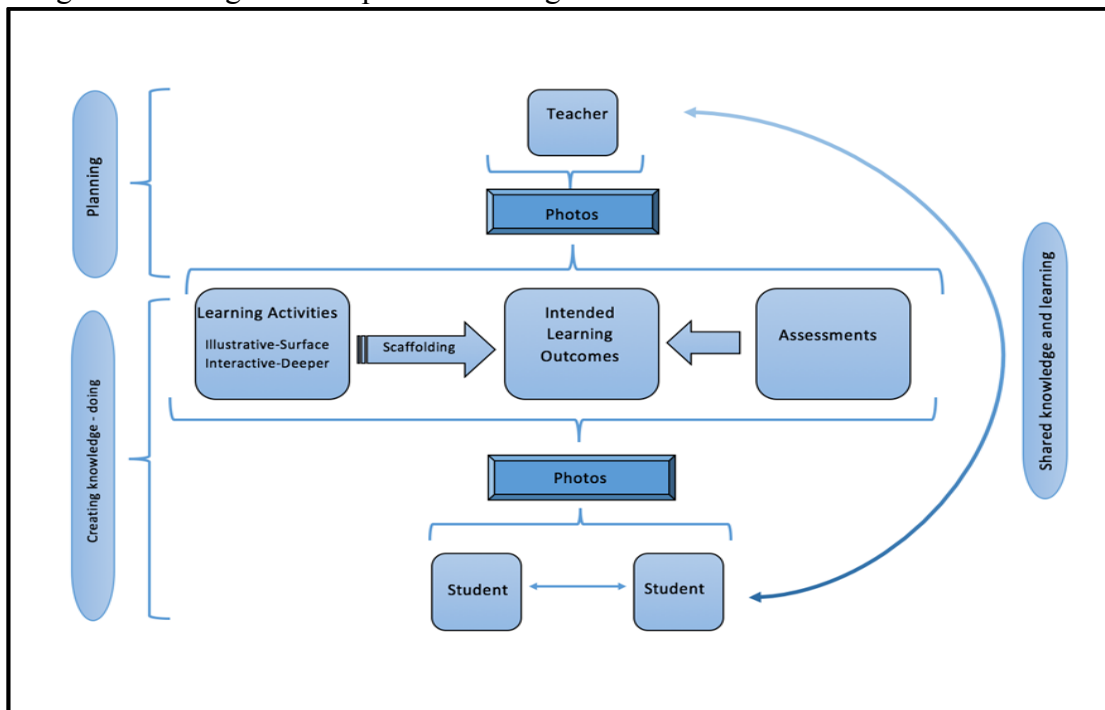 Planning
Teacher
Photos
Learning Activities
Illustrative-Surface
Interactive-Deeper
Scaffolding
Intended
Learning
Outcomes
Assessments
Creating knowledge - doing
Photos
Student
Student
Shared knowledge and learning